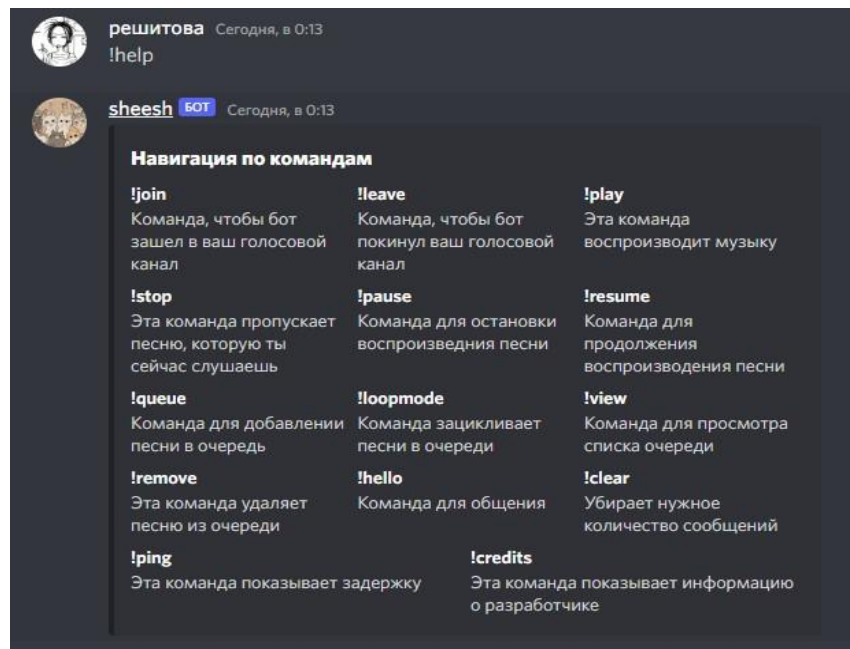 решитова Сегодня, в 0:13
!help
sheesh БОТ Сегодня, в 0:13
Навигация по командам
!join
Команда, чтобы бот
зашел в ваш голосовой
канал
!leave
Команда, чтобы бот
покинул ваш голосовой
канал
!play
Эта команда
воспроизводит музыку
!stop
Эта команда пропускает
песню, которую ты
сейчас слушаешь
!pause
Команда для остановки
воспроизведния песни
!resume
Команда для
продолжения
воспроизводения песни
!queue
Команда для добавлении
песни в очередь
!loopmode
Команда зацикливает
песни в очереди
!view
Команда для просмотра
списка очереди
!remove
Эта команда удаляет
песню из очереди
!hello
Команда для общения
!clear
Убирает нужное
количество сообщений
!ping
Эта команда показывает задержку
!credits
Эта команда показывает информацию
о разработчике